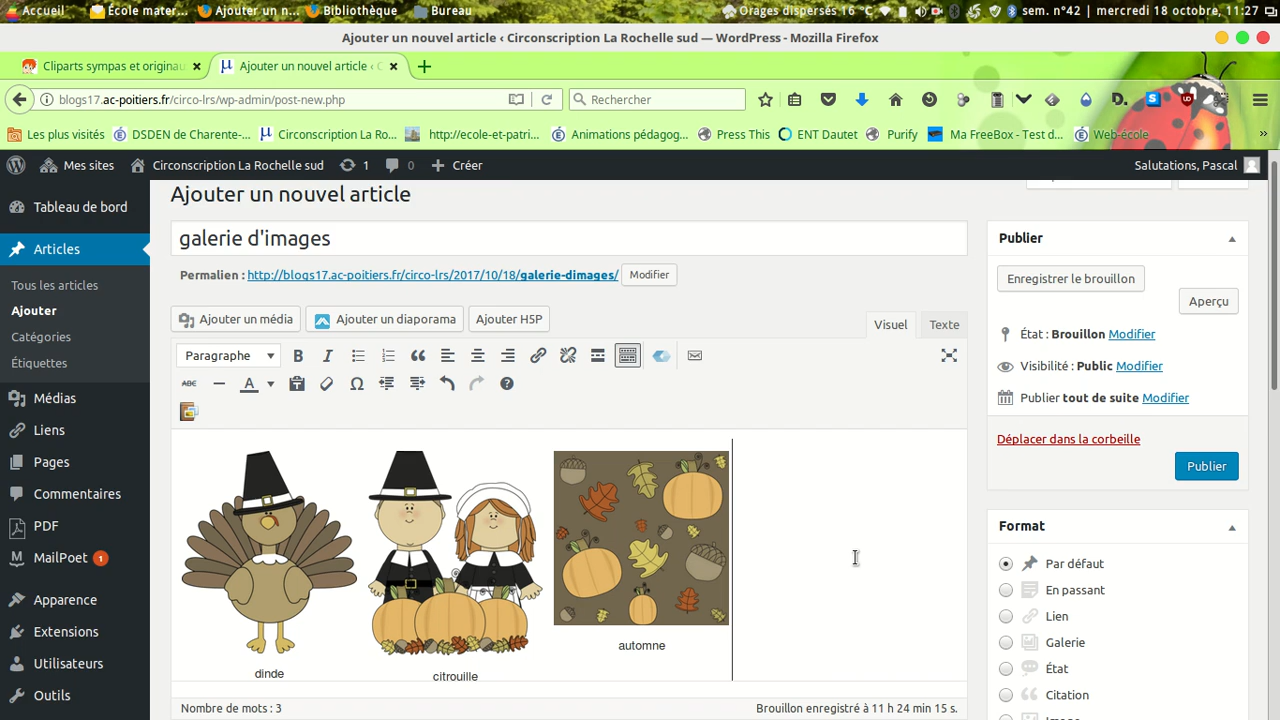 Accueil École mater... Ajouter un n... Bibliothèque Bureau Orages dispersés 16 °C sem. n°42 | mercredi 18 octobre, 11:27
Ajouter un nouvel article ‹ Circonscription La Rochelle sud — WordPress - Mozilla Firefox
Cliparts sympas et originau Ajouter un nouvel article ‹ C
blogs17.ac-poitiers.fr/circo-lrs/wp-admin/post-new.php Rechercher
Les plus visités DSDEN de Charente-... Circonscription La Ro... http://ecole-et-patri... Animations pédagog... Press This ENT Dautet Purify Ma FreeBox - Test d... Web-école
Mes sites Circonscription La Rochelle sud 1 0 Créer Salutations, Pascal
Ajouter un nouvel article
Tableau de bord
Articles
Tous les articles
Ajouter
Catégories
Étiquettes
Médias
Liens
Pages
Commentaires
PDF
MailPoet 1
Apparence
Extensions
Utilisateurs
Outils
galerie d'images
Permalien : http://blogs17.ac-poitiers.fr/circo-lrs/2017/10/18/galerie-dimages/ Modifier
Ajouter un média Ajouter un diaporama Ajouter H5P Visuel Texte
Paragraphe B I
ABC A
dinde
citrouille
automne
Nombre de mots : 3 Brouillon enregistré à 11 h 24 min 15 s.
Publier
Enregistrer le brouillon
Aperçu
État : Brouillon Modifier
Visibilité : Public Modifier
Publier tout de suite Modifier
Déplacer dans la corbeille
Publier
Format
Par défaut
En passant
Lien
Galerie
État
Citation